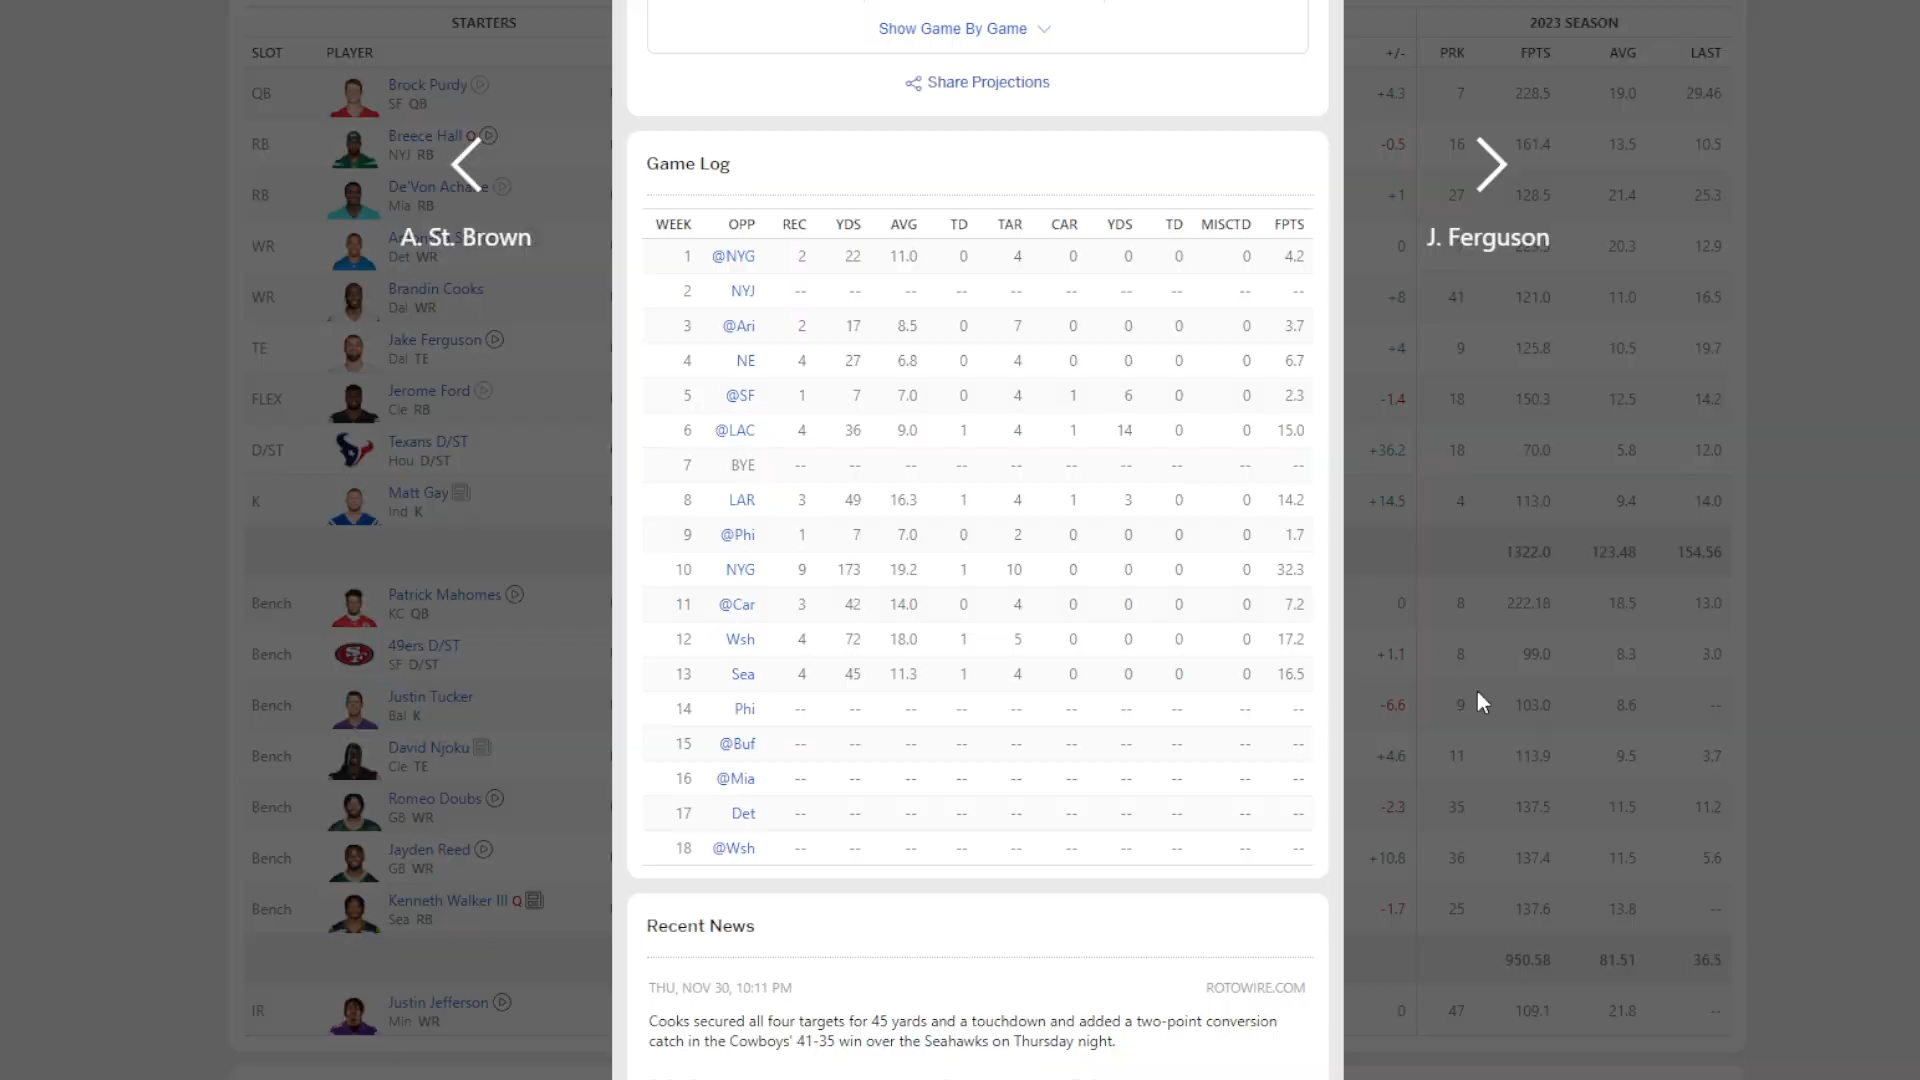 STARTERS
2023 SEASON
SLOT PLAYER +/- PRK FPTS AVG LAST
QB Brock Purdy SF QB +4.3 7 228.5 19.0 29.46
RB Breece Hall Q NYJ RB -0.5 16 161.4 13.5 10.5
RB De'Von Achane Mia RB +1 27 128.5 21.4 25.3
WR Det WR 0 20.3 12.9
WR Brandin Cooks Dal WR +8 41 121.0 11.0 16.5
TE Jake Ferguson Dal TE +4 9 125.8 10.5 19.7
FLEX Jerome Ford Cle RB -1.4 18 150.3 12.5 14.2
D/ST Texans D/ST Hou D/ST +36.2 18 70.0 5.8 12.0
K Matt Gay Ind K +14.5 4 113.0 9.4 14.0
1322.0 123.48 154.56
Bench Patrick Mahomes KC QB 0 8 222.18 18.5 13.0
Bench 49ers D/ST SF D/ST +1.1 8 99.0 8.3 3.0
Bench Justin Tucker Bal K -6.6 9 103.0 8.6 --
Bench David Njoku Cle TE +4.6 11 113.9 9.5 3.7
Bench Romeo Doubs GB WR -2.3 35 137.5 11.5 11.2
Bench Jayden Reed GB WR +10.8 36 137.4 11.5 5.6
Bench Kenneth Walker III Q Sea RB -1.7 25 137.6 13.8 --
950.58 81.51 36.5
IR Justin Jefferson Min WR 0 47 109.1 21.8 --
A. St. Brown
J. Ferguson
Show Game By Game
Share Projections
Game Log
WEEK OPP REC YDS AVG TD TAR CAR YDS TD MISCTD FPTS
1 @NYG 2 22 11.0 0 4 0 0 0 0 4.2
2 NYJ -- -- -- -- -- -- -- -- -- --
3 @Ari 2 17 8.5 0 7 0 0 0 0 3.7
4 NE 4 27 6.8 0 4 0 0 0 0 6.7
5 @SF 1 7 7.0 0 4 1 6 0 0 2.3
6 @LAC 4 36 9.0 1 4 1 14 0 0 15.0
7 BYE -- -- -- -- -- -- -- -- -- --
8 LAR 3 49 16.3 1 4 1 3 0 0 14.2
9 @Phi 1 7 7.0 0 2 0 0 0 0 1.7
10 NYG 9 173 19.2 1 10 0 0 0 0 32.3
11 @Car 3 42 14.0 0 4 0 0 0 0 7.2
12 Wsh 4 72 18.0 1 5 0 0 0 0 17.2
13 Sea 4 45 11.3 1 4 0 0 0 0 16.5
14 Phi -- -- -- -- -- -- -- -- -- --
15 @Buf -- -- -- -- -- -- -- -- -- --
16 @Mia -- -- -- -- -- -- -- -- -- --
17 Det -- -- -- -- -- -- -- -- -- --
18 @Wsh -- -- -- -- -- -- -- -- -- --
Recent News
THU, NOV 30, 10:11 PM ROTOWIRE.COM
Cooks secured all four targets for 45 yards and a touchdown and added a two-point conversion
catch in the Cowboys' 41-35 win over the Seahawks on Thursday night.